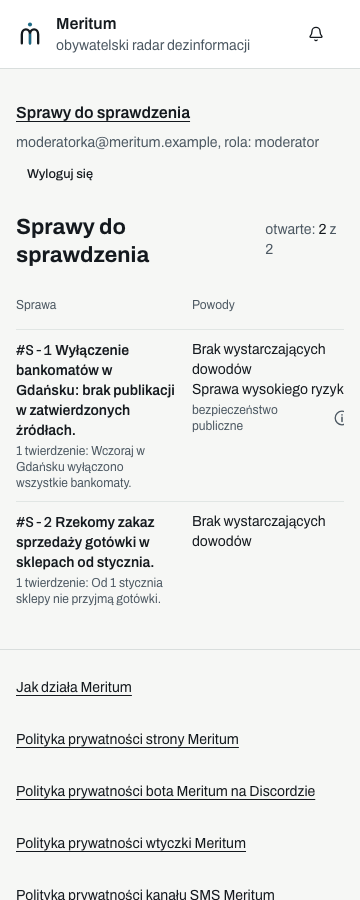 Meritum
obywatelski radar dezinformacji
Sprawy do sprawdzenia
moderatorka@meritum.example, rola: moderator
Wyloguj się
Sprawy do
sprawdzenia
otwarte: 2 z
2
Sprawa
Powody
#S-1 Wyłączenie
bankomatów w
Gdańsku: brak publikacji
w zatwierdzonych
źródłach.
1 twierdzenie: Wczoraj w
Gdańsku wyłączono
wszystkie bankomaty.
Brak wystarczających
dowodów
Sprawa wysokiego ryzyk
bezpieczeństwo
publiczne
#S-2 Rzekomy zakaz
sprzedaży gotówki w
sklepach od stycznia.
1 twierdzenie: Od 1 stycznia
sklepy nie przyjmą gotówki.
Brak wystarczających
dowodów
Jak działa Meritum
Polityka prywatności strony Meritum
Polityka prywatności bota Meritum na Discordzie
Polityka prywatności wtyczki Meritum
Polityka prywatności kanału SMS Meritum